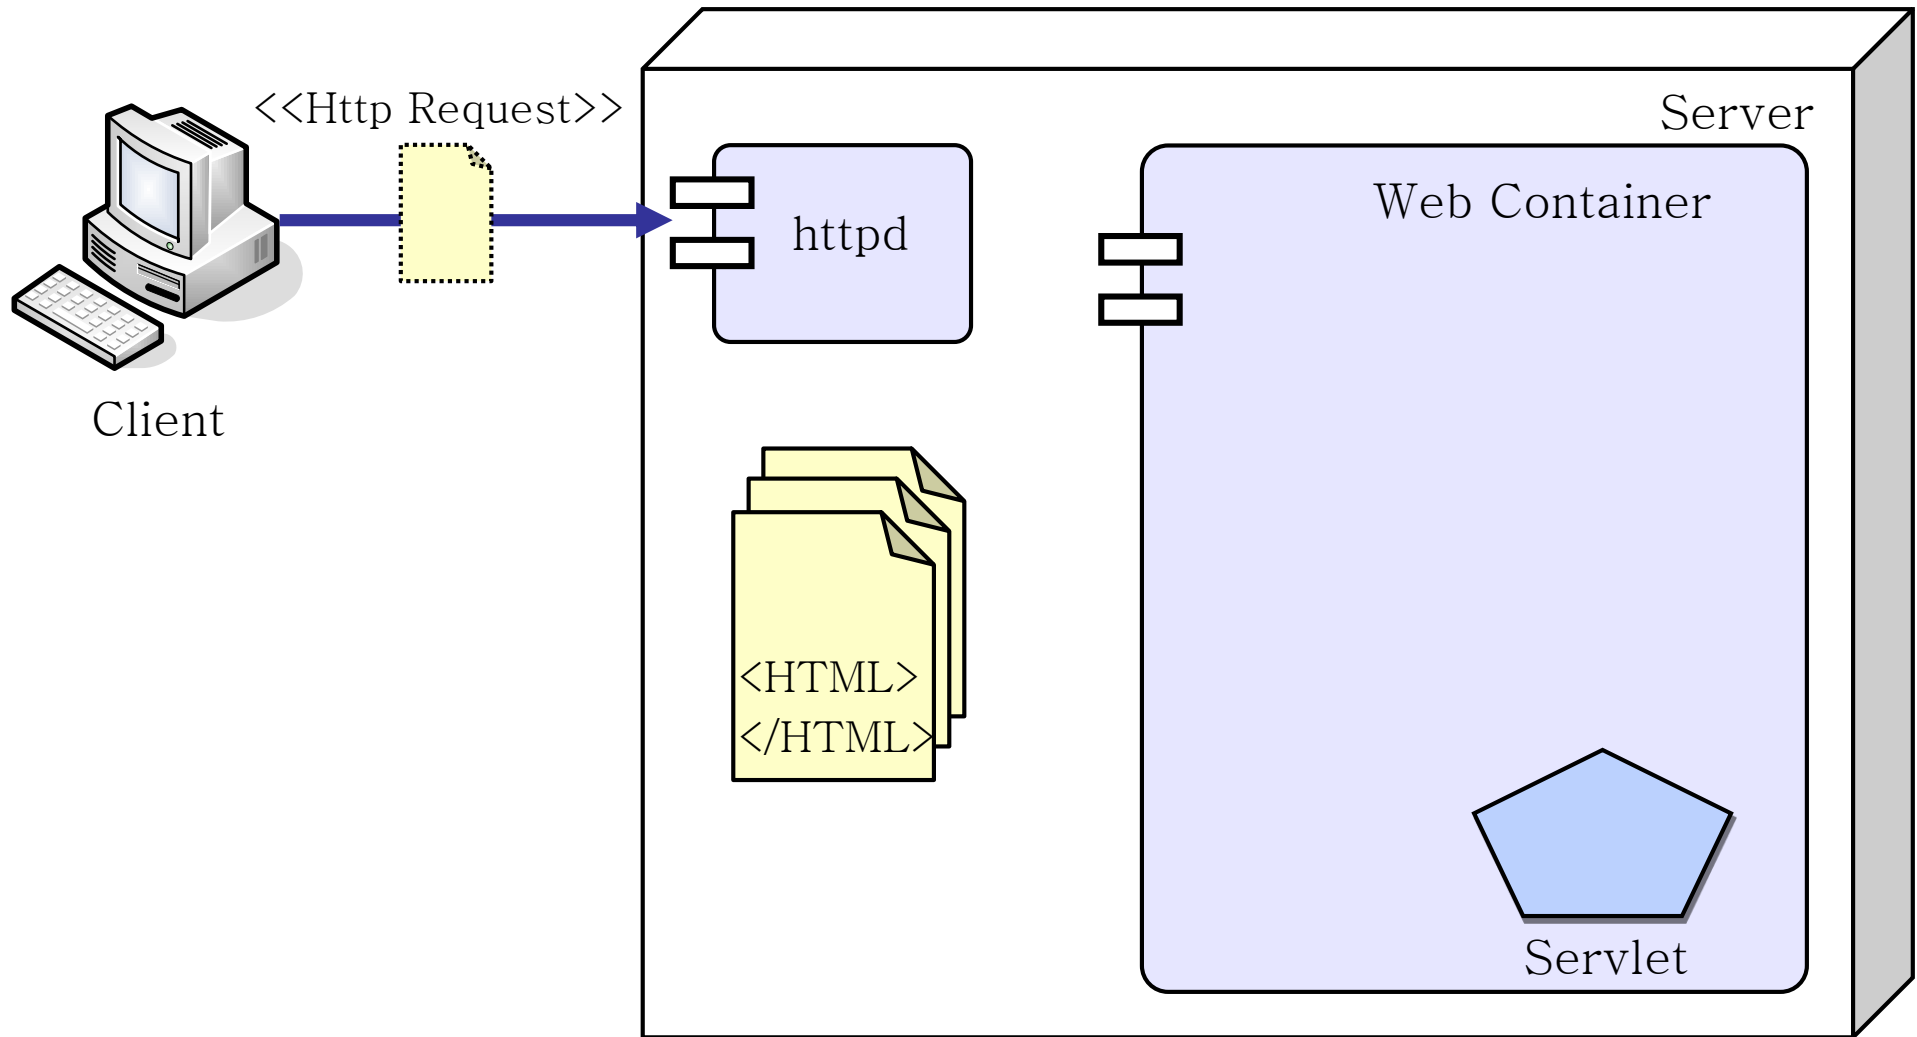 <<Http Request>>
Server
Web Container
httpd
Client
<HTML>
</HTML>
Servlet